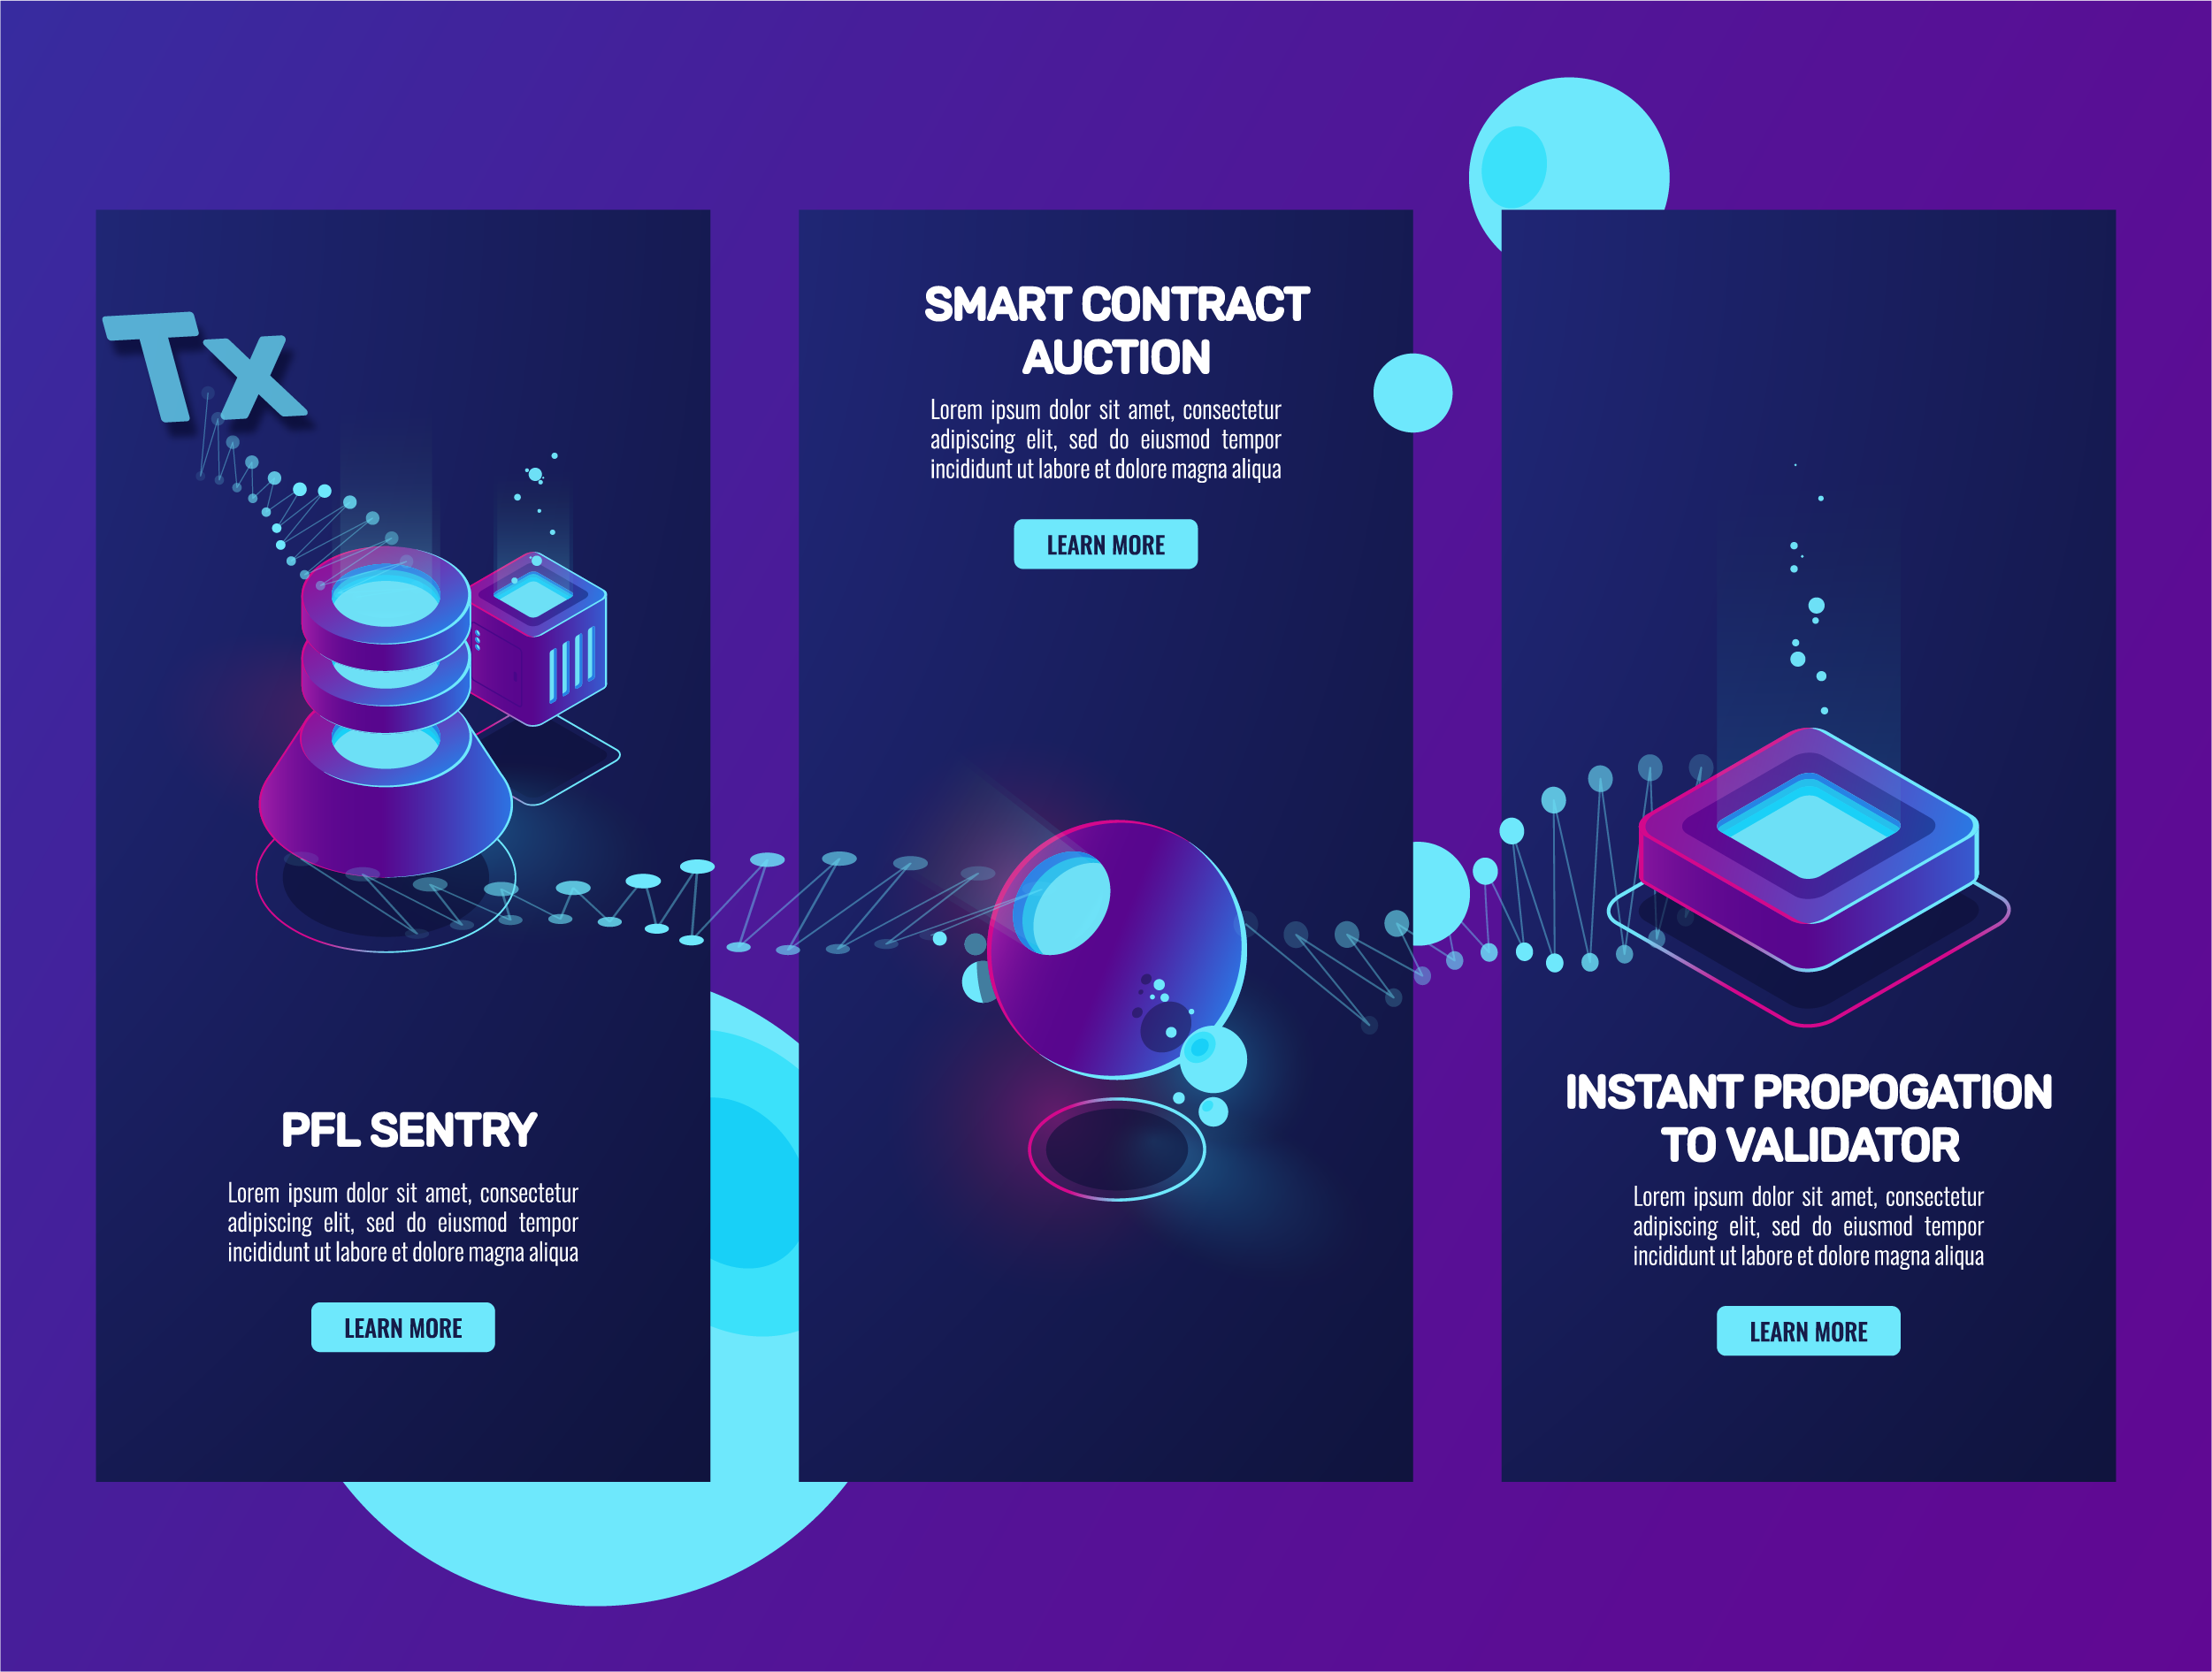 Tx
PFL SENTRY
Lorem ipsum dolor sit amet, consectetur
adipiscing elit, sed do eiusmod tempor
incididunt ut labore et dolore magna aliqua
LEARN MORE
SMART CONTRACT
AUCTION
Lorem ipsum dolor sit amet, consectetur
adipiscing elit, sed do eiusmod tempor
incididunt ut labore et dolore magna aliqua
LEARN MORE
INSTANT PROPOGATION
TO VALIDATOR
Lorem ipsum dolor sit amet, consectetur
adipiscing elit, sed do eiusmod tempor
incididunt ut labore et dolore magna aliqua
LEARN MORE